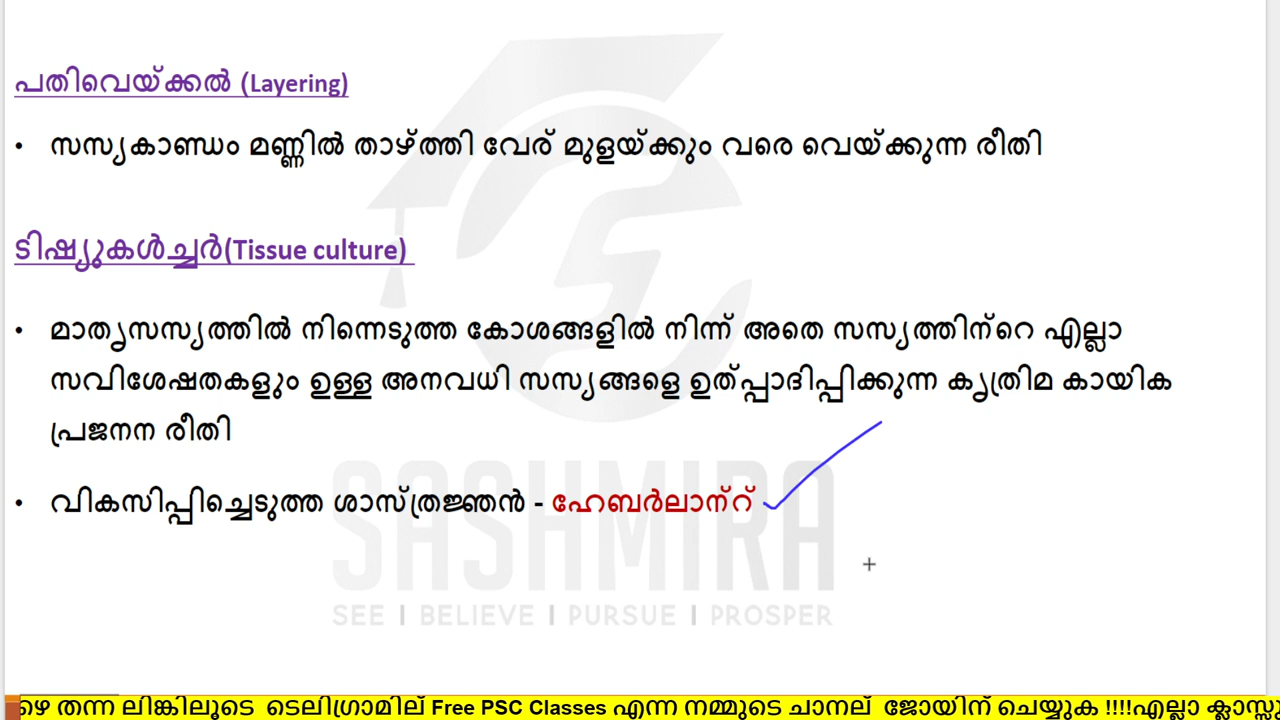 പതിവെയ്ക്കൽ (Layering)
• സസ്യകാണ്ഡം മണ്ണിൽ താഴ്ത്തി വേര് മുളയ്ക്കും വരെ വെയ്ക്കുന്ന രീതി
ടിഷ്യുകൾച്ചർ(Tissue culture)
• മാതൃസസ്യത്തിൽ നിന്നെടുത്ത കോശങ്ങളിൽ നിന്ന് അതെ സസ്യത്തിന്റെ എല്ലാ
സവിശേഷതകളും ഉള്ള അനവധി സസ്യങ്ങളെ ഉത്പ്പാദിപ്പിക്കുന്ന കൃത്രിമ കായിക
പ്രജനന രീതി
• വികസിപ്പിച്ചെടുത്ത ശാസ്ത്രജ്ഞൻ - ഹേബർലാന്റ്
SASHMIRA
SEE | BELIEVE | PURSUE | PROSPER
തന്ന ലിങ്കിലൂടെ ടെലിഗ്രാമില് Free PSC Classes എന്ന നമ്മുടെ ചാനല് ജോയിന് ചെയ്യുക !!!!എല്ലാ